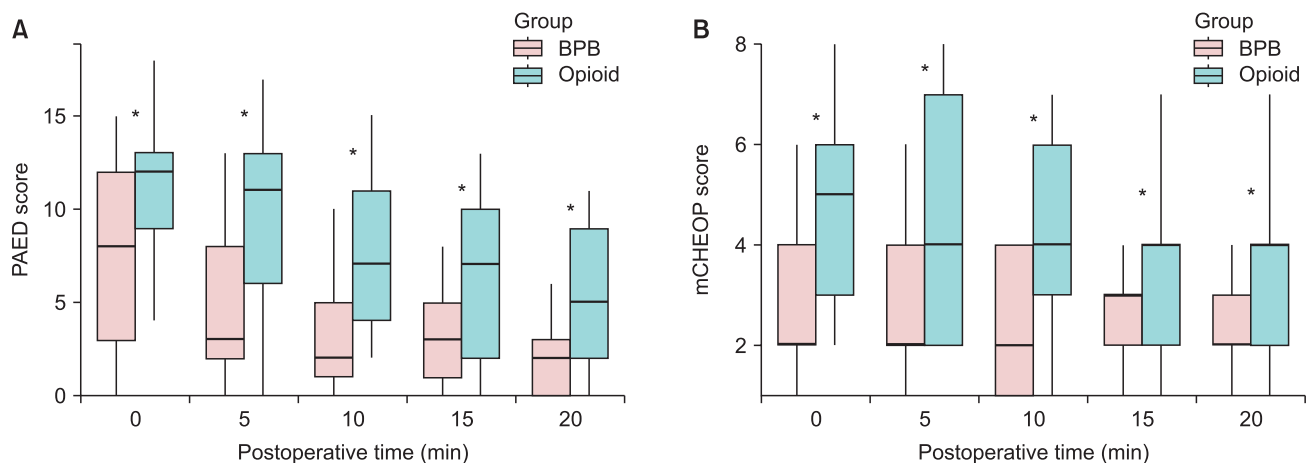 A
Group
BPB
Opioid
PAED score
15
10
5
0
*
*
*
*
*
0 5 10 15 20
Postoperative time (min)
B
Group
BPB
Opioid
mCHEOP score
8
6
4
2
*
*
*
*
*
0 5 10 15 20
Postoperative time (min)